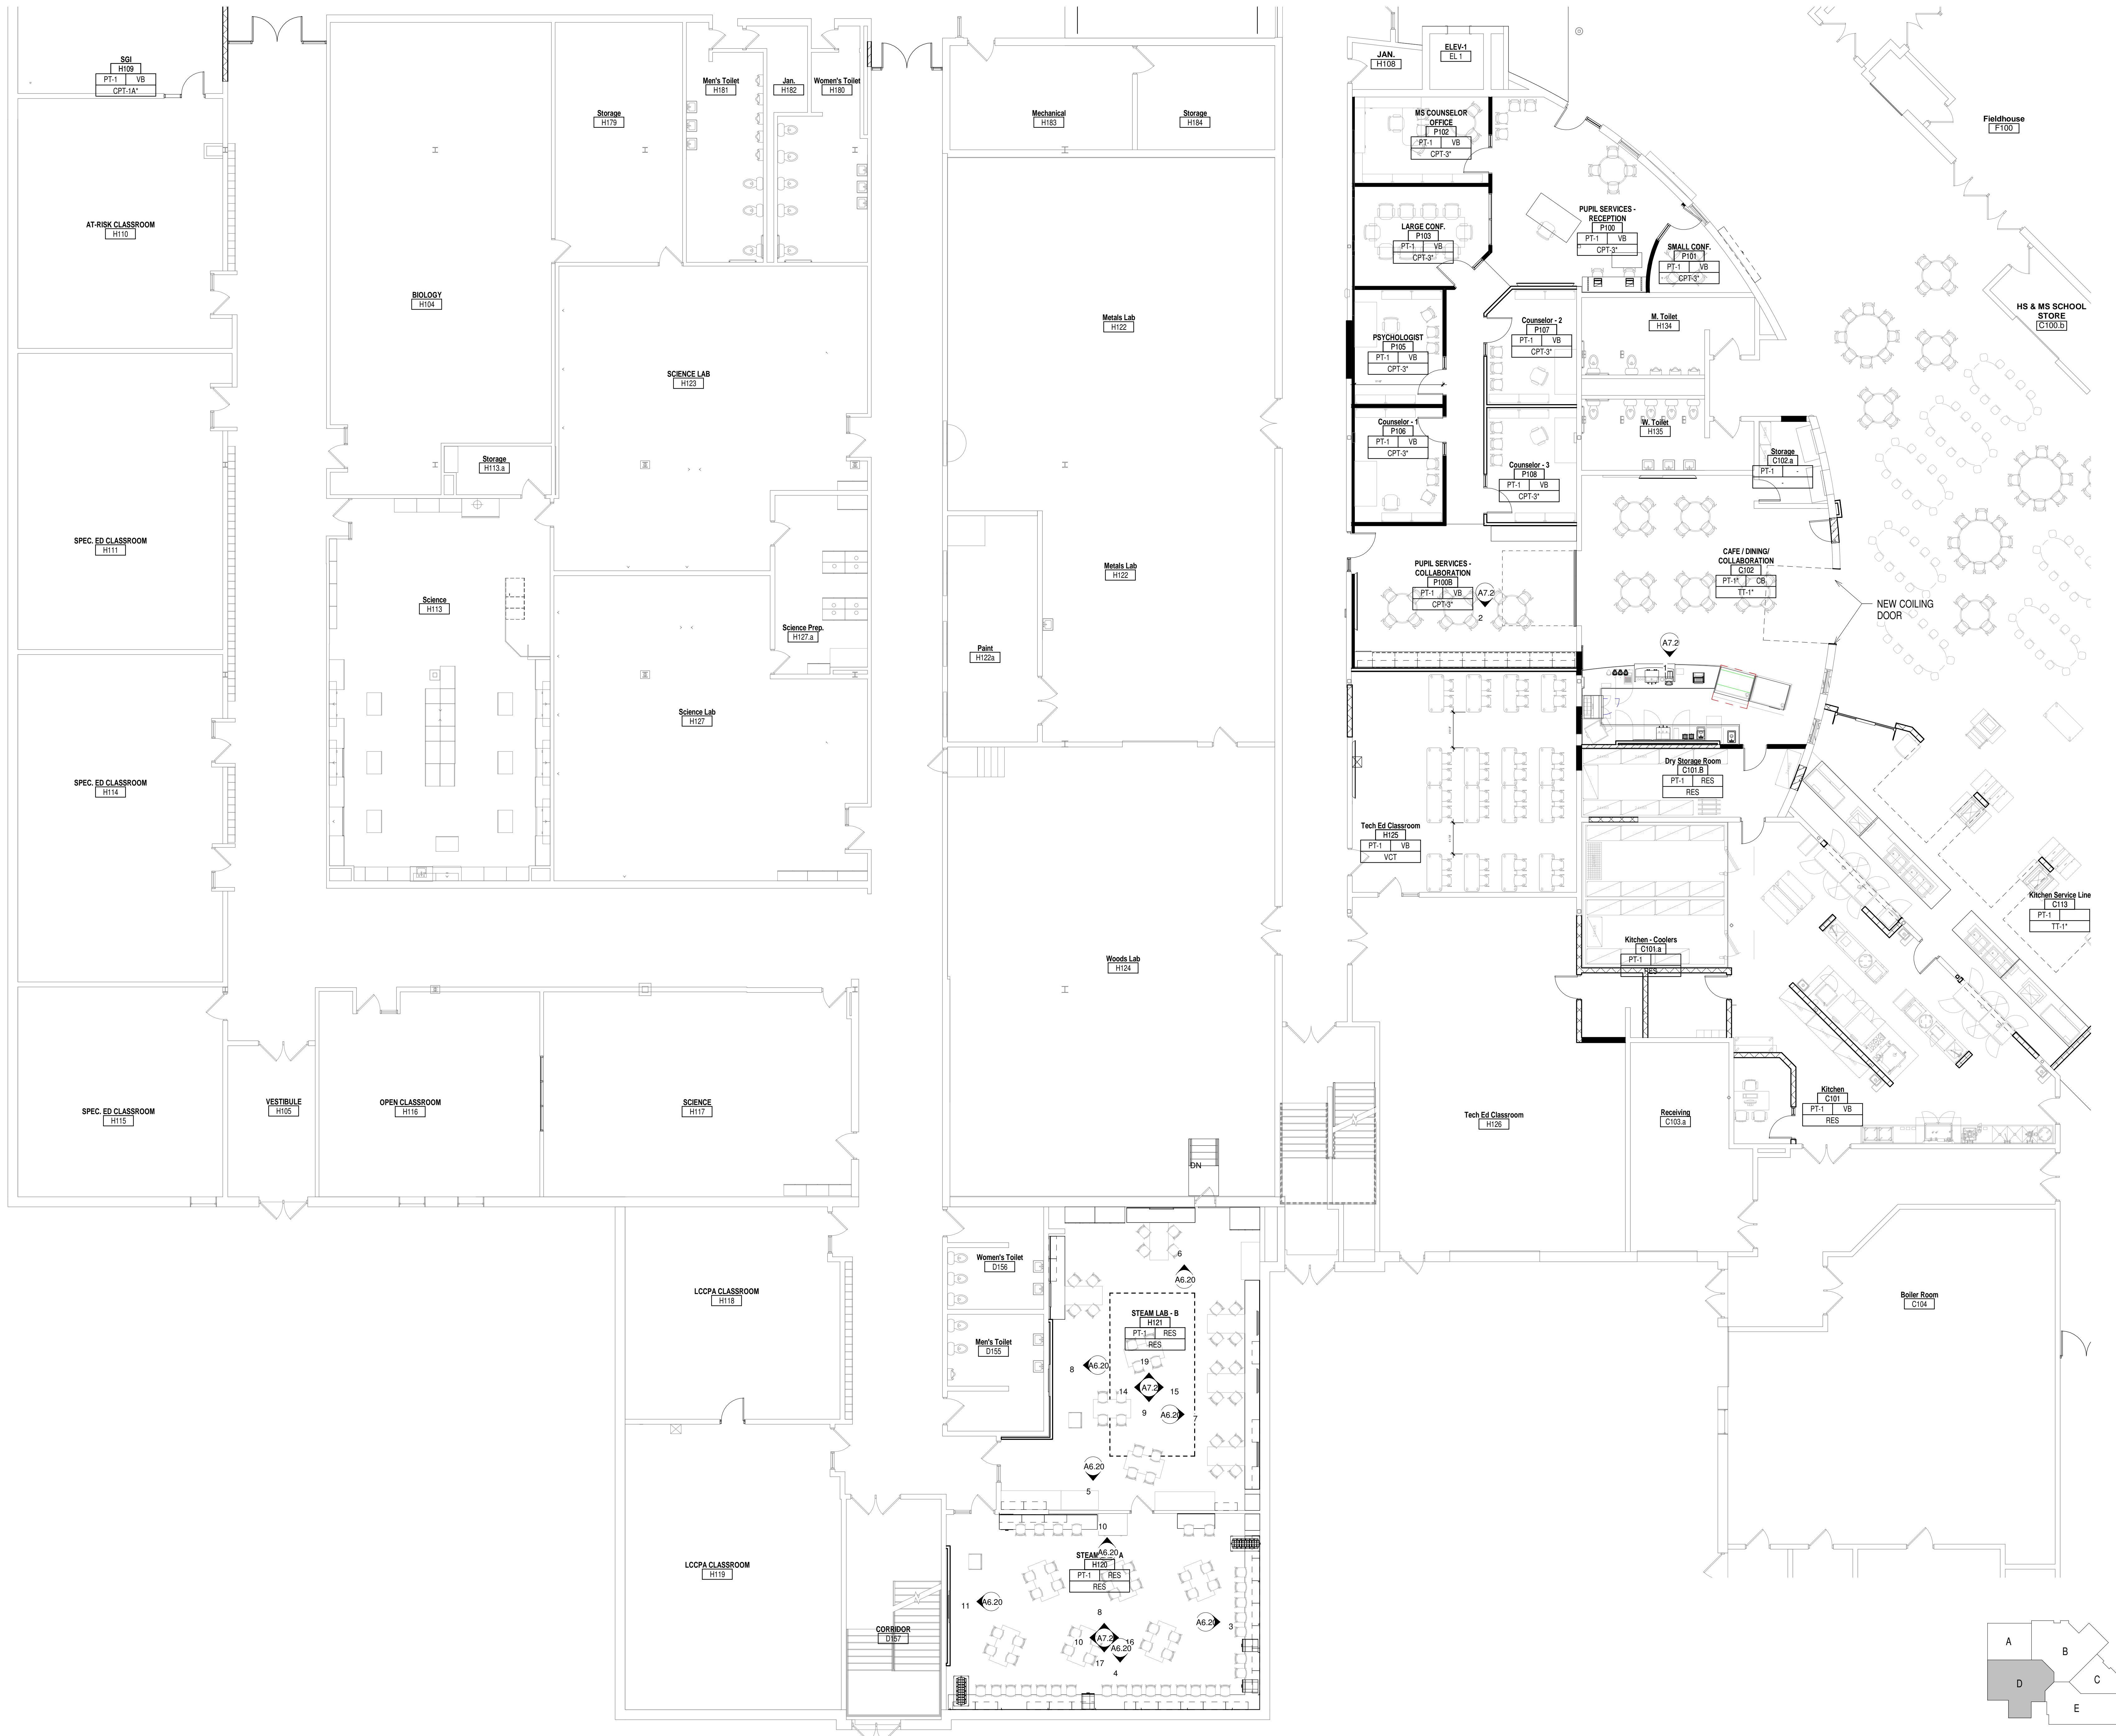 SGI
H109
PT-1 VB
CPT-1A*
AT-RISK CLASSROOM
H110
SPEC. ED CLASSROOM
H111
SPEC. ED CLASSROOM
H114
SPEC. ED CLASSROOM
H115
VESTIBULE
H105
OPEN CLASSROOM
H116
SCIENCE
H117
BIOLOGY
H104
Storage
H179
Men's Toilet
H181
Jan.
H182
Women's Toilet
H180
SCIENCE LAB
H123
Storage
H113.a
Science
H113
Science Prep.
H127.a
Science Lab
H127
Mechanical
H183
Storage
H184
Metals Lab
H122
Metals Lab
H122
Paint
H122a
Woods Lab
H124
DN
JAN.
H108
ELEV-1
EL 1
MS COUNSELOR
OFFICE
P102
PT-1 VB
CPT-3*
LARGE CONF.
P103
PT-1 VB
CPT-3*
PUPIL SERVICES -
RECEPTION
P100
PT-1 VB
CPT-3*
SMALL CONF.
P101
PT-1 VB
CPT-3*
PSYCHOLOGIST
P105
PT-1 VB
CPT-3*
Counselor - 2
P107
PT-1 VB
CPT-3*
M. Toilet
H134
Counselor - 1
P106
PT-1 VB
CPT-3*
Counselor - 3
P108
PT-1 VB
CPT-3*
W. Toilet
H135
Storage
C102.a
PT-1 -
-
PUPIL SERVICES -
COLLABORATION
P100B
PT-1 VB
CPT-3*
A7.2
2
CAFE / DINING/
COLLABORATION
C102
PT-1* CB
TT-1*
NEW COILING
DOOR
A7.2
1
Fieldhouse
F100
HS & MS SCHOOL
STORE
C100.b
Dry Storage Room
C101.B
PT-1 RES
RES
Tech Ed Classroom
H125
PT-1 VB
VCT
Kitchen Service Line
C113
PT-1
TT-1*
Kitchen - Coolers
C101.a
PT-1
RES
Kitchen
C101
PT-1 VB
RES
Tech Ed Classroom
H126
Receiving
C103.a
Boiler Room
C104
LCCPA CLASSROOM
H118
LCCPA CLASSROOM
H119
Women's Toilet
D156
Men's Toilet
D155
CORRIDOR
D157
6
A6.20
STEAM LAB - B
H121
PT-1 RES
RES
8
A6.20
19
14
A7.2
15
9
A6.20
7
A6.20
5
10
A6.20
STEAM A
H120
PT-1 RES
RES
11
A6.20
8
10
A7.2
16
A6.20
17
4
A6.20
3
A
B
C
D
E